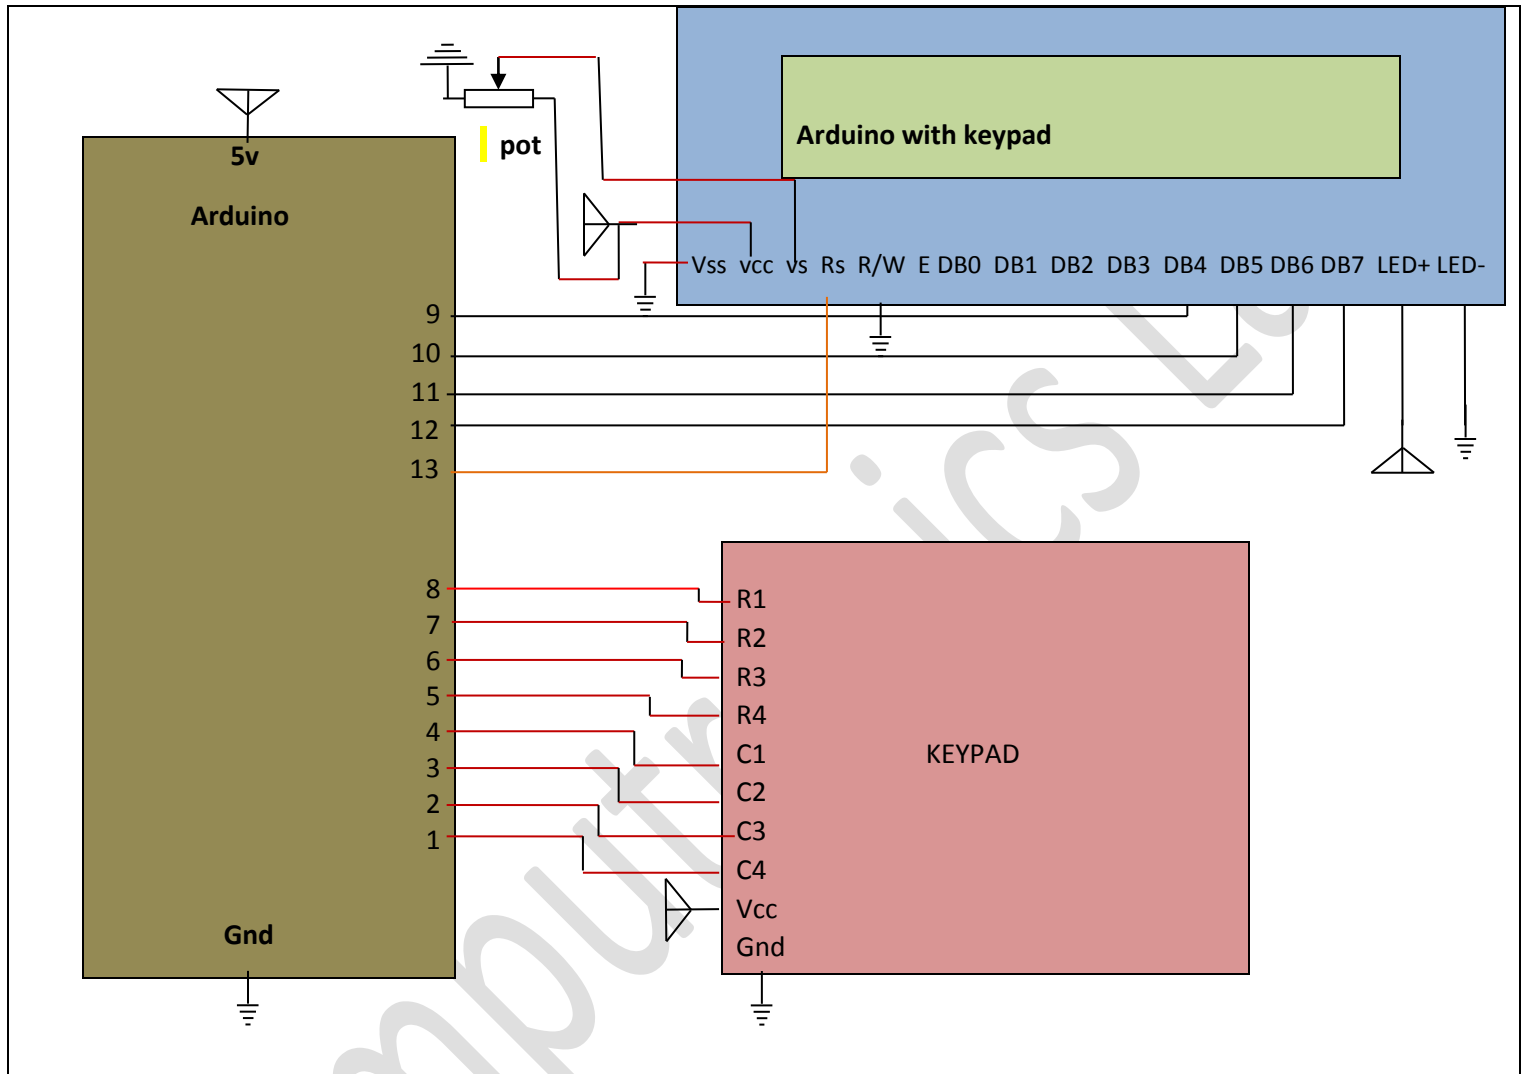 pot
5v
Arduino
Arduino with keypad
Vss vcc vs Rs R/W E DB0 DB1 DB2 DB3 DB4 DB5 DB6 DB7 LED+ LED-
9
10
11
12
13
8
7
6
5
4
3
2
1
Gnd
R1
R2
R3
R4
C1
C2
C3
C4
Vcc
Gnd
KEYPAD